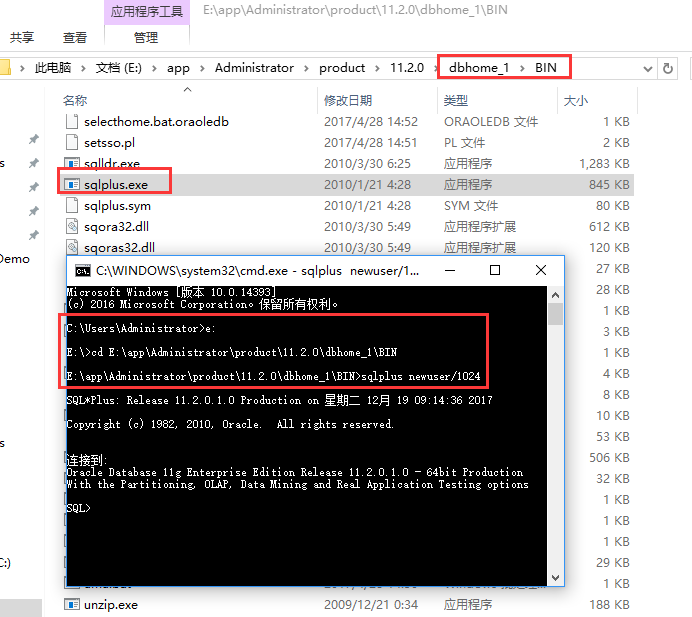 应用程序工具
E:\app\Administrator\product\11.2.0\dbhome_1\BIN
共享
查看
管理
此电脑 > 文档 (E:) > app > Administrator > product > 11.2.0 > dbhome_1 > BIN
名称 修改日期 类型 大小
selecthome.bat.oraoledb 2017/4/28 14:52 ORAOLEDB 文件 1 KB
setsso.pl 2017/4/28 14:51 PL 文件 2 KB
sqlldr.exe 2010/3/30 6:25 应用程序 1,283 KB
sqlplus.exe 2010/1/21 4:28 应用程序 845 KB
sqlplus.sym 2010/1/21 4:28 SYM 文件 80 KB
sqora32.dll 2010/3/30 5:49 应用程序扩展 612 KB
sqoras32.dll 2010/3/30 5:49 应用程序扩展 120 KB
Demo
C:\WINDOWS\system32\cmd.exe - sqlplus newuser/1...
Microsoft Windows [版本 10.0.14393]
(c) 2016 Microsoft Corporation。保留所有权利。
C:\Users\Administrator>e:
E:\>cd E:\app\Administrator\product\11.2.0\dbhome_1\BIN
E:\app\Administrator\product\11.2.0\dbhome_1\BIN>sqlplus newuser/1024
SQL*Plus: Release 11.2.0.1.0 Production on 星期二 12月 19 09:14:36 2017
Copyright (c) 1982, 2010, Oracle.  All rights reserved.
连接到:
Oracle Database 11g Enterprise Edition Release 11.2.0.1.0 - 64bit Production
With the Partitioning, OLAP, Data Mining and Real Application Testing options
SQL>
27 KB
28 KB
1 KB
3 KB
1 KB
4 KB
8 KB
10 KB
53 KB
506 KB
32 KB
1 KB
1 KB
1 KB
29 KB
1 KB
C:)
unzip.exe 2009/12/21 0:34 应用程序 188 KB